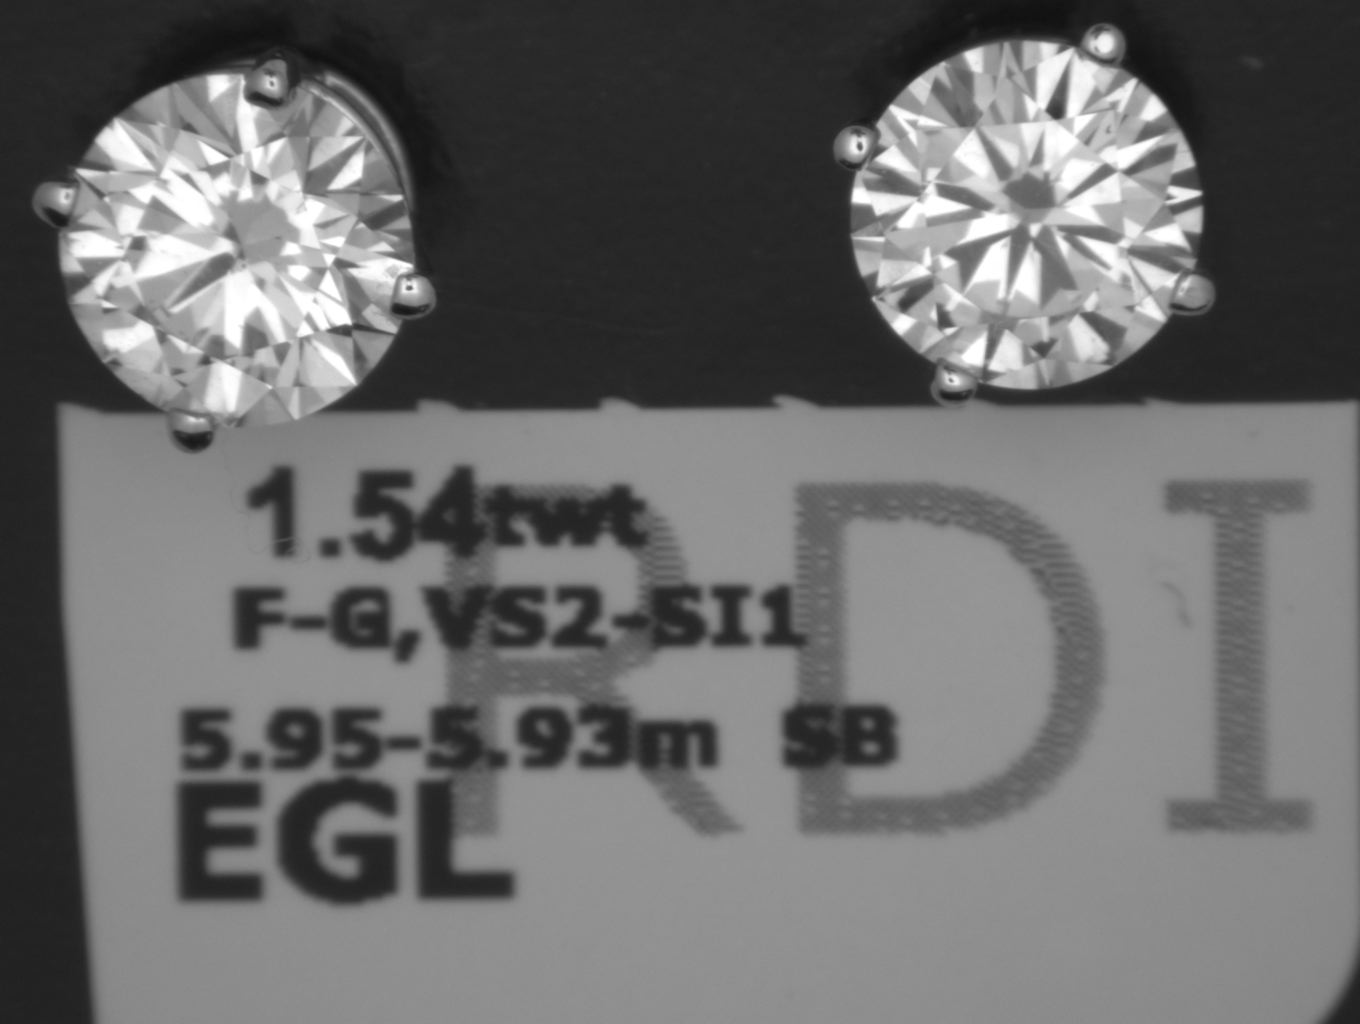 1.54twt
F-G,VS2-SI1
5.95-5.93m SB
EGL
RDI